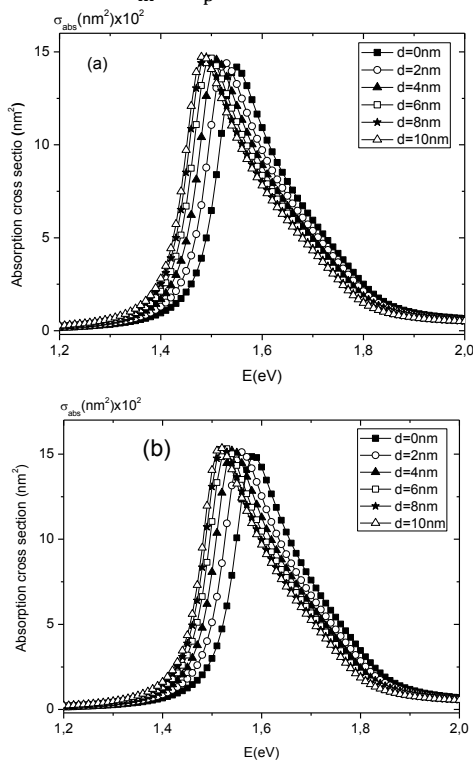 m p
σabs(nm²)x10²
(a)
d=0nm
d=2nm
d=4nm
d=6nm
d=8nm
d=10nm
15
10
5
0
Absorption cross sectio (nm²)
1,2 1,4 1,6 1,8 2,0
E(eV)
σabs(nm²)x10²
(b)
d=0nm
d=2nm
d=4nm
d=6nm
d=8nm
d=10nm
15
10
5
0
Absorption cross section (nm²)
1,2 1,4 1,6 1,8 2,0
E(eV)